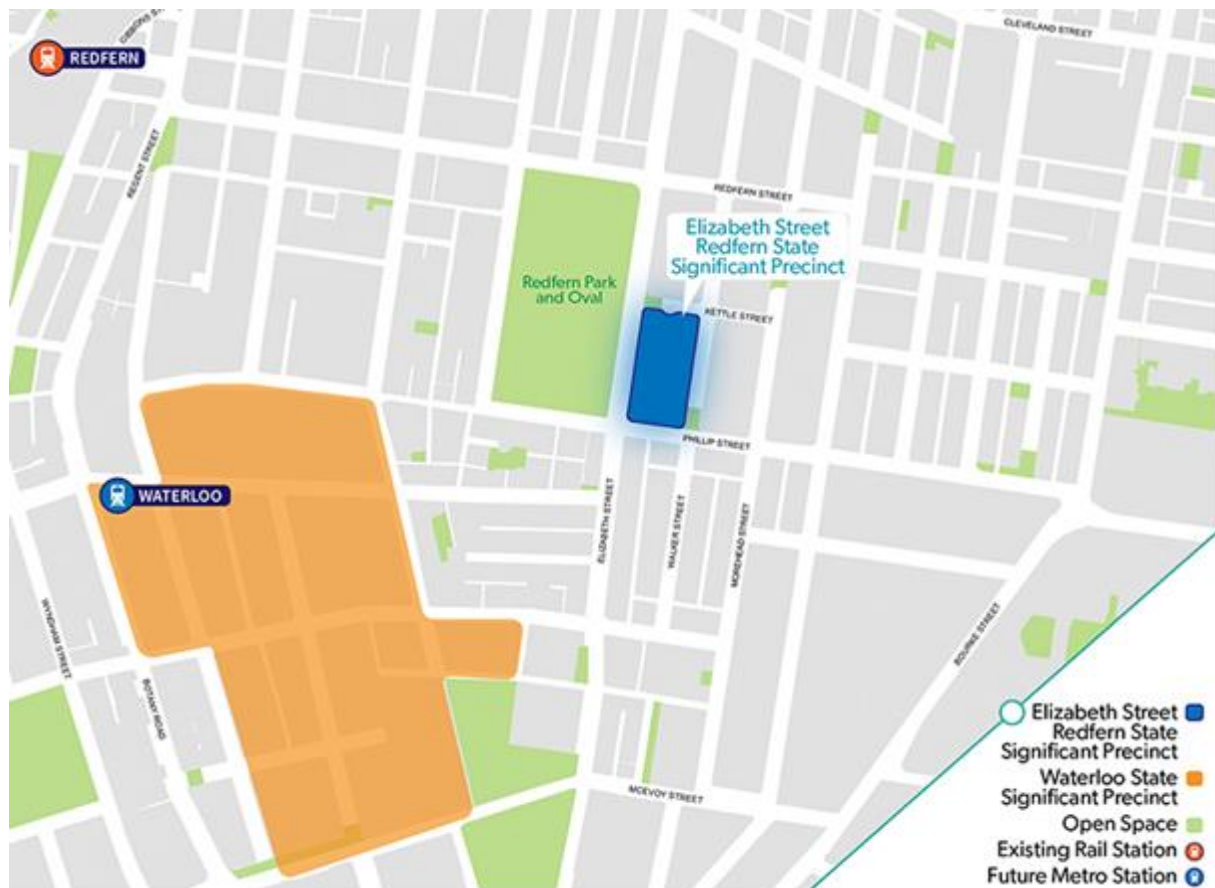 GIBBONS ST
CLEVELAND STREET
REDFERN
REGENT STREET
REDFERN STREET
Elizabeth Street
Redfern State
Significant Precinct
Redfern Park
and Oval
KETTLE STREET
PHILLIP STREET
WATERLOO
ELIZABETH STREET
WALKER STREET
MOREHEAD STREET
WYNDHAM STREET
BOURKE STREET
BOTANY ROAD
MCEVOY STREET
Elizabeth Street
Redfern State
Significant Precinct
Waterloo State
Significant Precinct
Open Space
Existing Rail Station
Future Metro Station